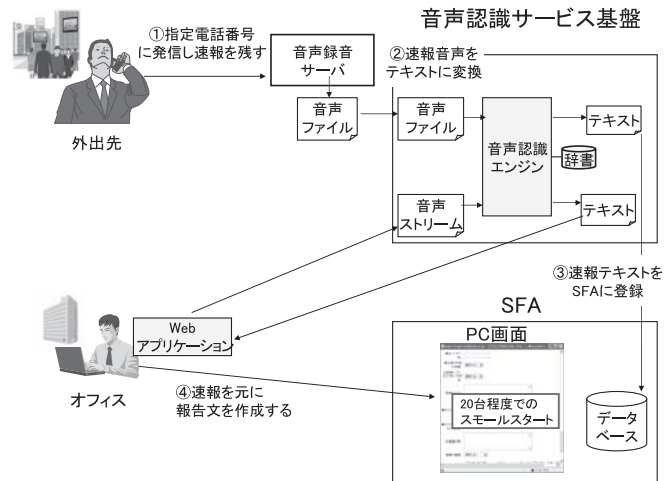 音声認識サービス基盤
①指定電話番号
に発信し速報を残す
音声録音
サーバ
②速報音声を
テキストに変換
音声
ファイル
音声
ファイル
音声認識
エンジン
テキスト
辞書
外出先
音声
ストリーム
テキスト
③速報テキストを
SFAに登録
SFA
Web
アプリケーション
PC画面
オフィス
④速報を元に
報告文を作成する
20台程度での
スモールスタート
データ
ベース